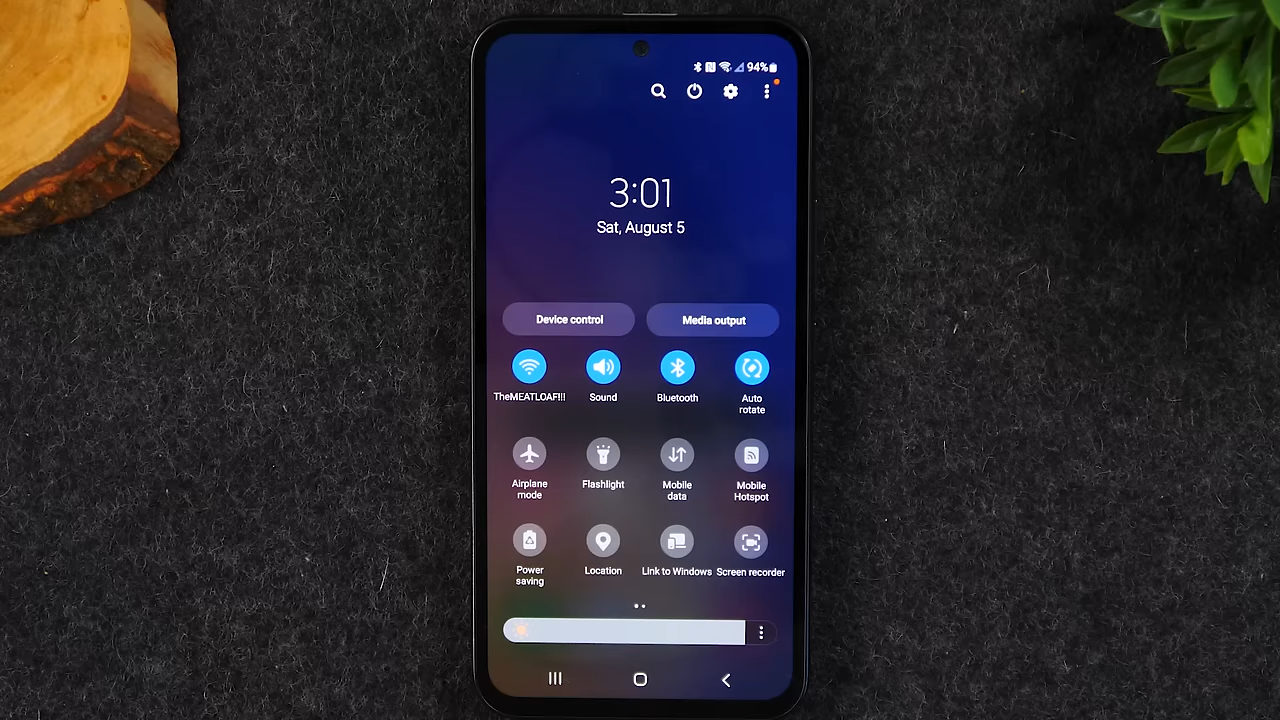 94%
3:01
Sat, August 5
Device control
Media output
TheMEATLOAF!!!
Sound
Bluetooth
Auto
rotate
Airplane
mode
Flashlight
Mobile
data
Mobile
Hotspot
Power
saving
Location
Link to Windows
Screen recorder